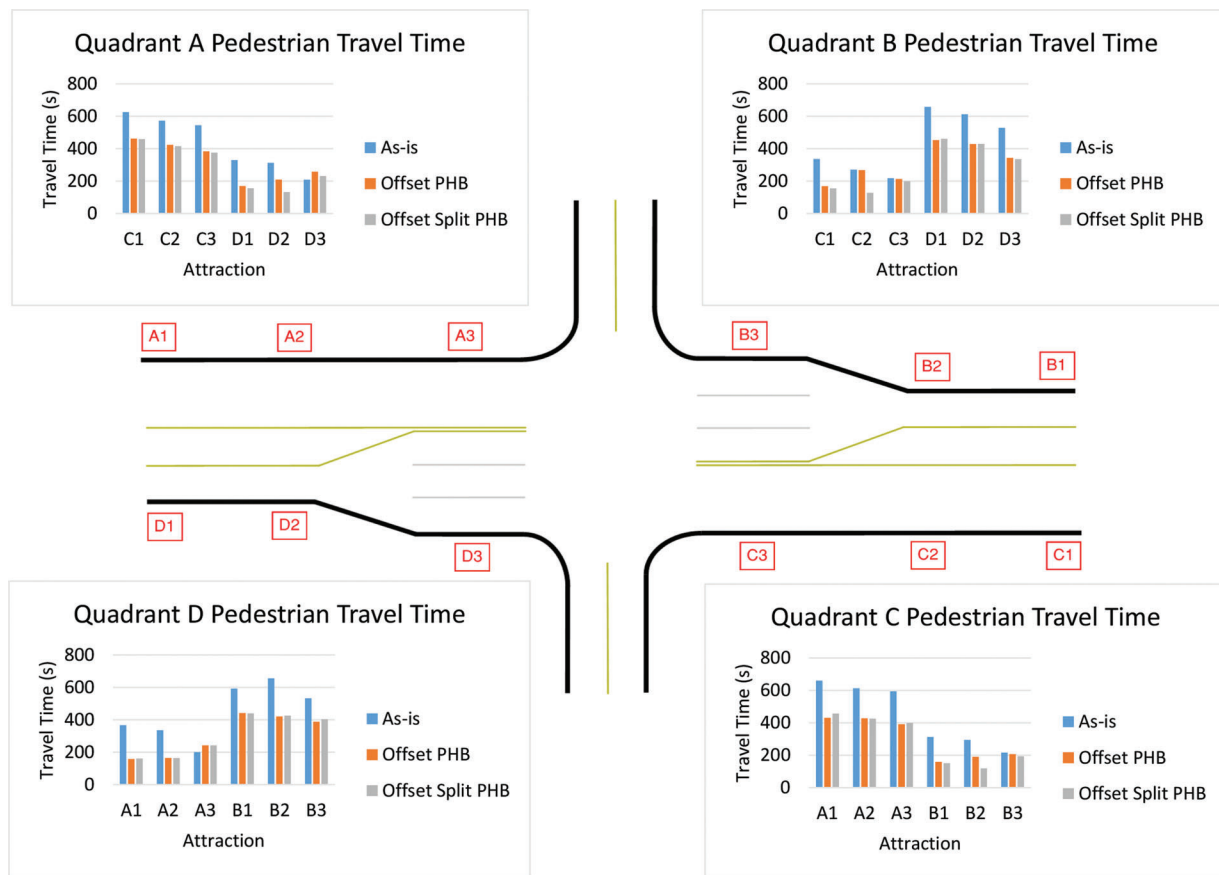 Quadrant A Pedestrian Travel Time
800
600
400
200
0
Travel Time (s)
C1 C2 C3 D1 D2 D3
Attraction
As-is
Offset PHB
Offset Split PHB
Quadrant B Pedestrian Travel Time
800
600
400
200
0
Travel Time (s)
C1 C2 C3 D1 D2 D3
Attraction
As-is
Offset PHB
Offset Split PHB
A1 A2 A3 B3 B2 B1
D1 D2 D3 C3 C2 C1
Quadrant D Pedestrian Travel Time
800
600
400
200
0
Travel Time (s)
A1 A2 A3 B1 B2 B3
Attraction
As-is
Offset PHB
Offset Split PHB
Quadrant C Pedestrian Travel Time
800
600
400
200
0
Travel Time (s)
A1 A2 A3 B1 B2 B3
Attraction
As-is
Offset PHB
Offset Split PHB